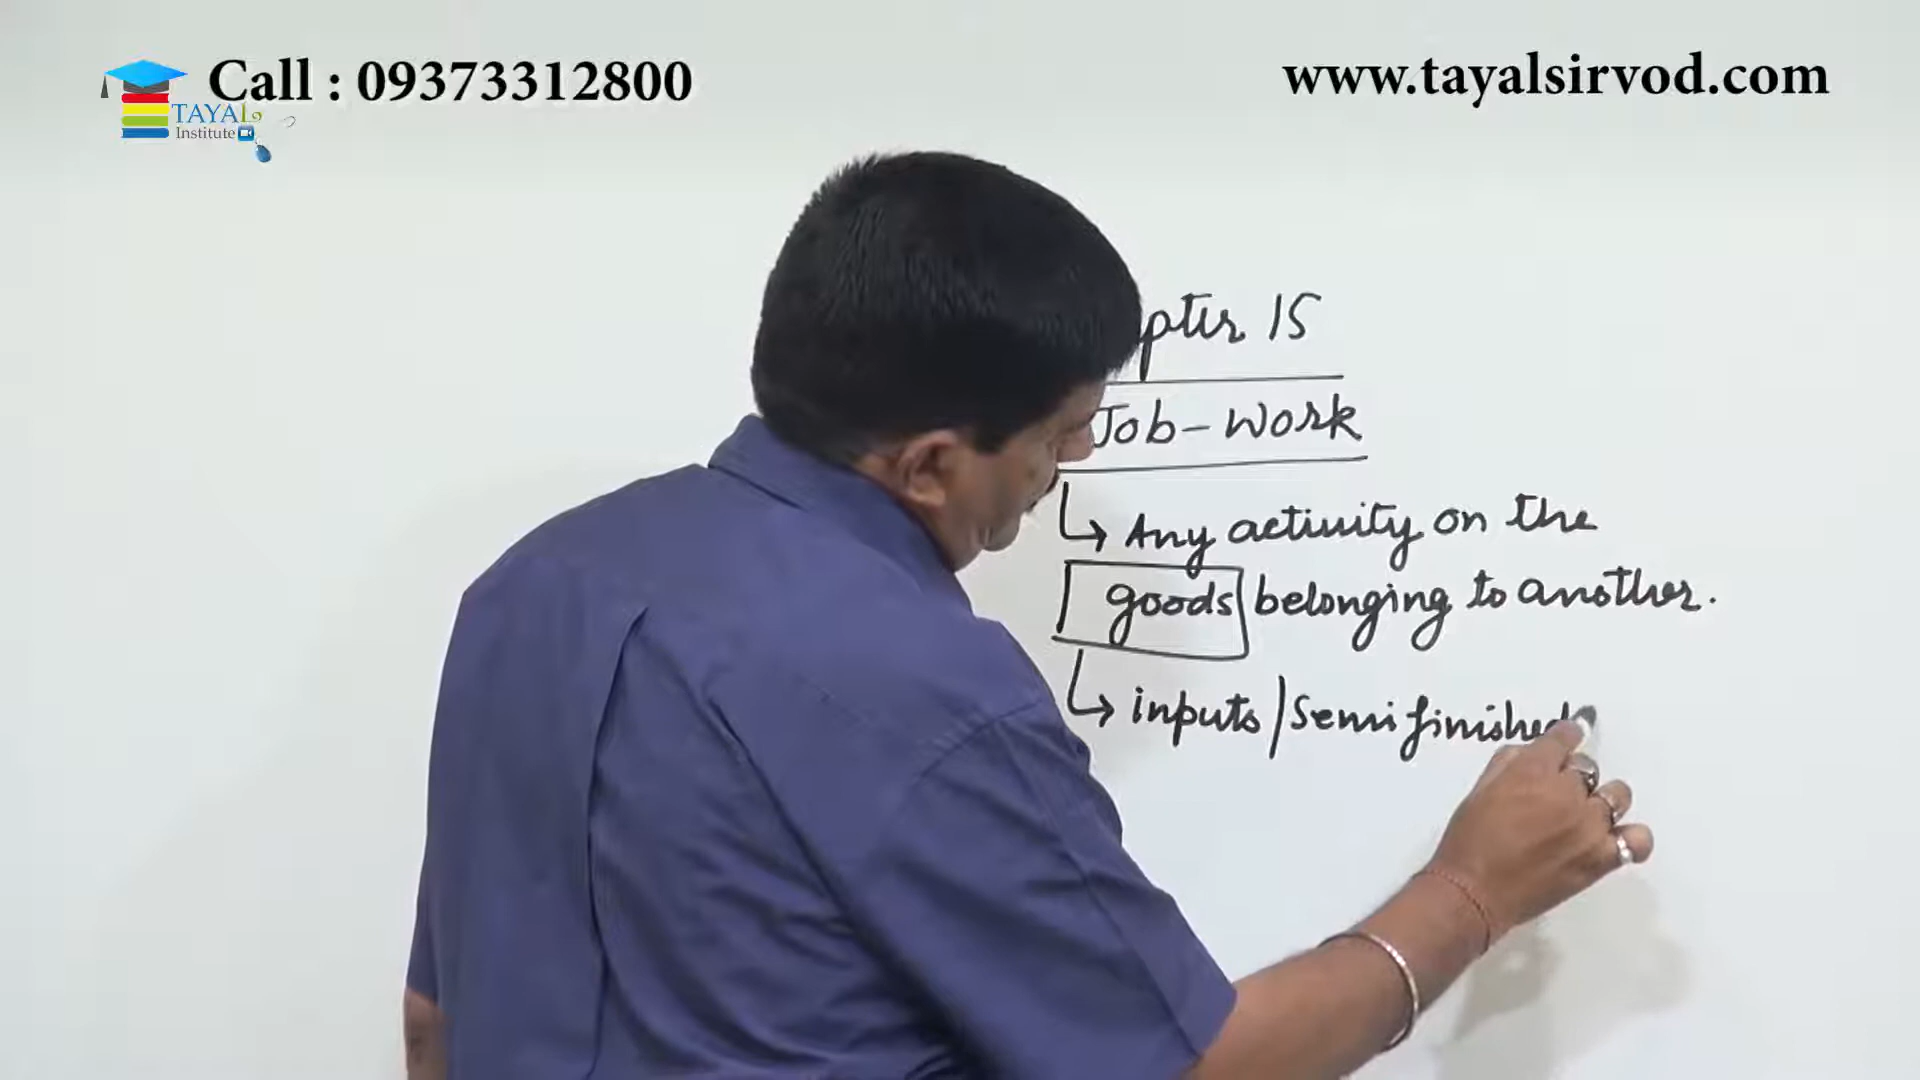 Call : 09373312800
www.tayalsirvod.com
TAYAL
Institute
pter 15
Job-Work
Any activity on the
goods belonging to another.
inputs/Semi finished